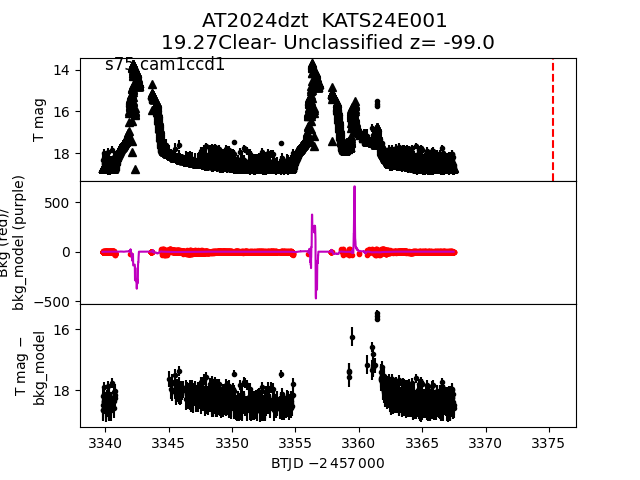 AT2024dzt KATS24E001
19.27Clear- Unclassified z= -99.0
s75 cam1ccd1
T mag
14
16
18
Bkg (red)/
bkg_model (purple)
500
0
−500
T mag −
bkg_model
16
18
3340 3345 3350 3355 3360 3365 3370 3375
BTJD −2 457 000